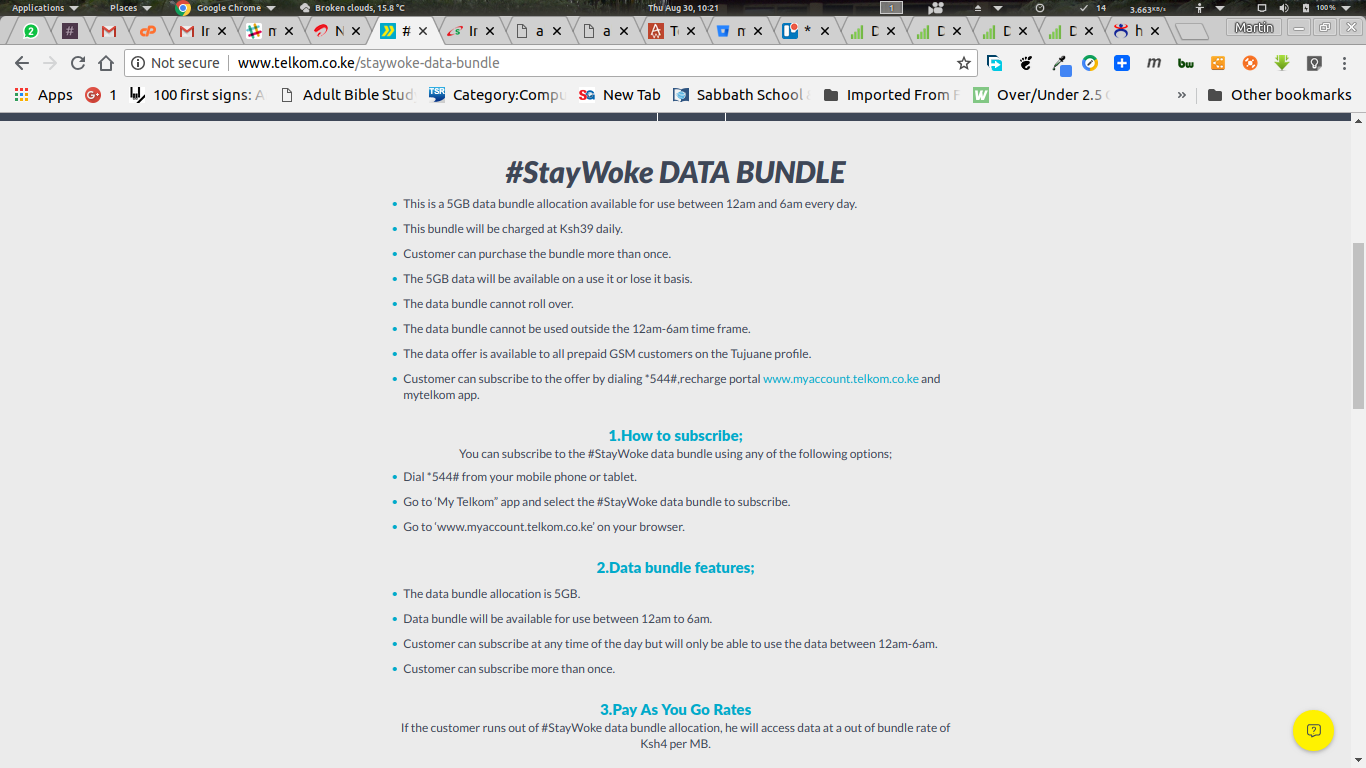 Applications Places Google Chrome Broken clouds, 15.8 °C Thu Aug 30, 10:21 1 14 3.663KB/s 100%
2 # M cP M In m N # In a a T m * D D D D h Martin
Not secure www.telkom.co.ke/staywoke-data-bundle
Apps 1 100 first signs: A Adult Bible Stud Category:Compu New Tab Sabbath School Imported From F Over/Under 2.5 » Other bookmarks
#StayWoke DATA BUNDLE
• This is a 5GB data bundle allocation available for use between 12am and 6am every day.
• This bundle will be charged at Ksh39 daily.
• Customer can purchase the bundle more than once.
• The 5GB data will be available on a use it or lose it basis.
• The data bundle cannot roll over.
• The data bundle cannot be used outside the 12am-6am time frame.
• The data offer is available to all prepaid GSM customers on the Tujuane profile.
• Customer can subscribe to the offer by dialing *544#,recharge portal www.myaccount.telkom.co.ke and
mytelkom app.
1.How to subscribe;
You can subscribe to the #StayWoke data bundle using any of the following options;
• Dial *544# from your mobile phone or tablet.
• Go to ‘My Telkom” app and select the #StayWoke data bundle to subscribe.
• Go to ‘www.myaccount.telkom.co.ke’ on your browser.
2.Data bundle features;
• The data bundle allocation is 5GB.
• Data bundle will be available for use between 12am to 6am.
• Customer can subscribe at any time of the day but will only be able to use the data between 12am-6am.
• Customer can subscribe more than once.
3.Pay As You Go Rates
If the customer runs out of #StayWoke data bundle allocation, he will access data at a out of bundle rate of
Ksh4 per MB.